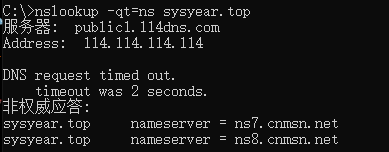 C:\>nslookup -qt=ns sysyear.top
服务器:  public1.114dns.com
Address:  114.114.114.114
DNS request timed out.
    timeout was 2 seconds.
非权威应答:
sysyear.top     nameserver = ns7.cnmsn.net
sysyear.top     nameserver = ns8.cnmsn.net